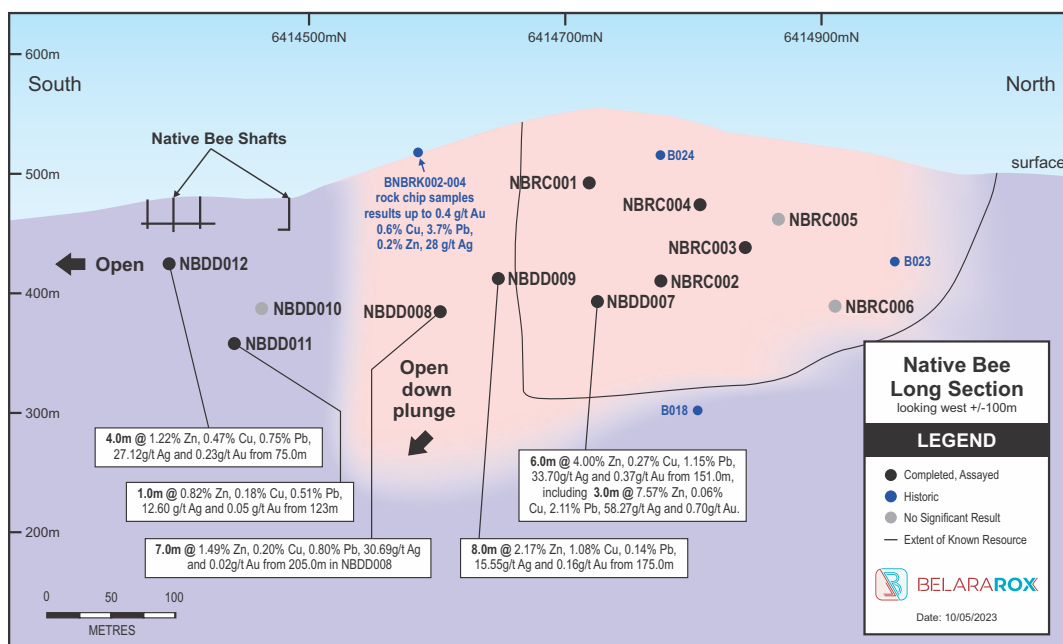 6414500mN
6414700mN
6414900mN
600m
South
North
Native Bee Shafts
B024
500m
surface
BNBRK002-004
rock chip samples
results up to 0.4 g/t Au
0.6% Cu, 3.7% Pb,
0.2% Zn, 28 g/t Ag
NBRC001
NBRC004
NBRC005
NBRC003
B023
Open
NBDD012
NBDD009
NBRC002
400m
NBDD010
NBDD008
NBDD007
NBRC006
NBDD011
Open
down
plunge
B018
300m
4.0m @ 1.22% Zn, 0.47% Cu, 0.75% Pb,
27.12g/t Ag and 0.23g/t Au from 75.0m
1.0m @ 0.82% Zn, 0.18% Cu, 0.51% Pb,
12.60 g/t Ag and 0.05 g/t Au from 123m
7.0m @ 1.49% Zn, 0.20% Cu, 0.80% Pb, 30.69g/t Ag
and 0.02g/t Au from 205.0m in NBDD008
6.0m @ 4.00% Zn, 0.27% Cu, 1.15% Pb,
33.70g/t Ag and 0.37g/t Au from 151.0m,
including 3.0m @ 7.57% Zn, 0.06%
Cu, 2.11% Pb, 58.27g/t Ag and 0.70g/t Au.
8.0m @ 2.17% Zn, 1.08% Cu, 0.14% Pb,
15.55g/t Ag and 0.16g/t Au from 175.0m
200m
0 50 100
METRES
Native Bee
Long Section
looking west +/-100m
LEGEND
Completed, Assayed
Historic
No Significant Result
Extent of Known Resource
BELARAROX
Date: 10/05/2023